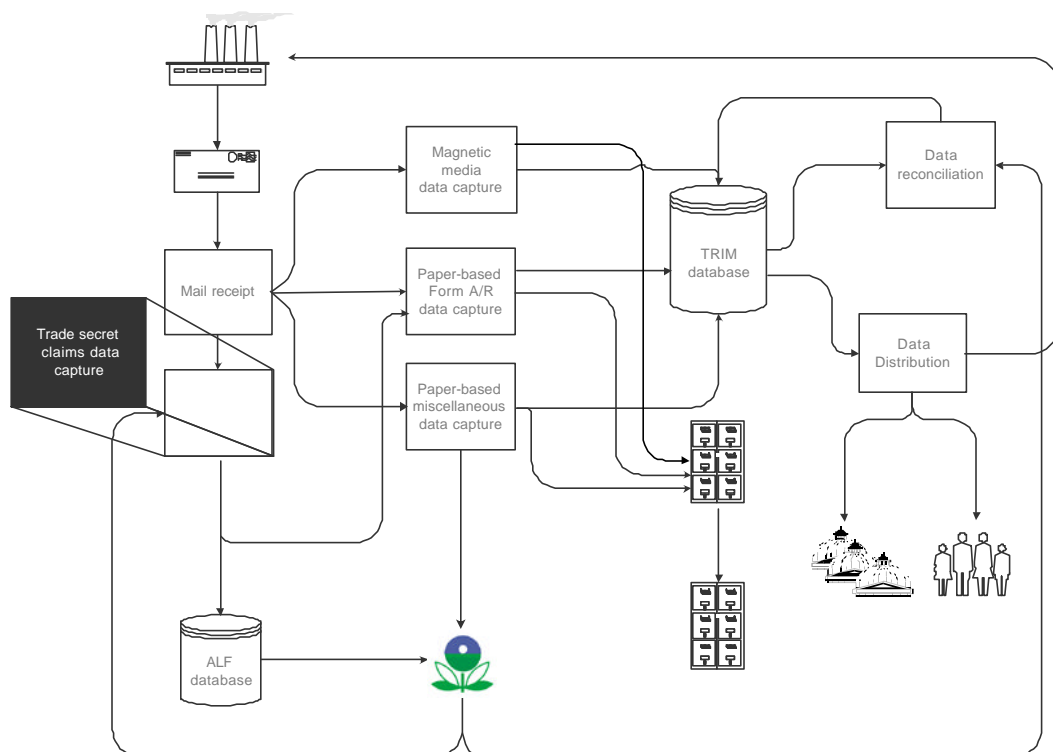 Magnetic
media
data capture
Data
reconciliation
TRIM
database
Mail receipt
Paper-based
Form A/R
data capture
Trade secret
claims data
capture
Data
Distribution
Paper-based
miscellaneous
data capture
ALF
database